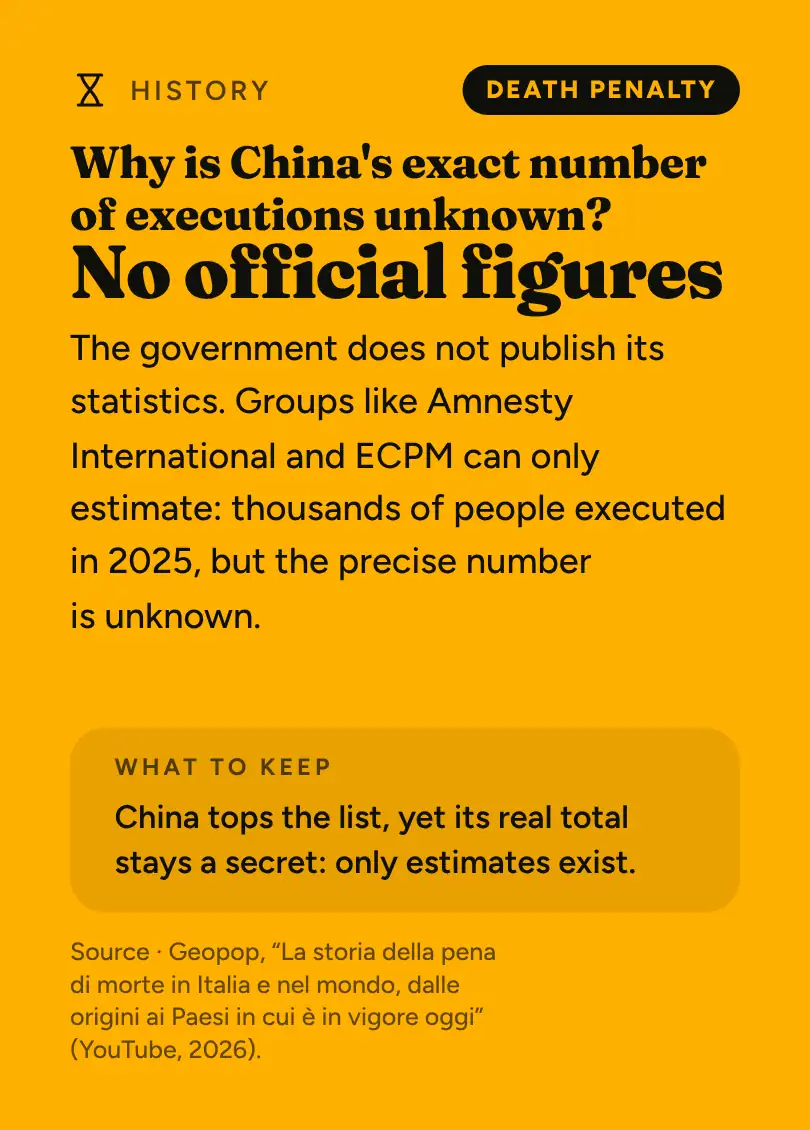 HISTORY
DEATH PENALTY
Why is China's exact number
of executions unknown?
No official figures
The government does not publish its
statistics. Groups like Amnesty
International and ECPM can only
estimate: thousands of people executed
in 2025, but the precise number
is unknown.
WHAT TO KEEP
China tops the list, yet its real total
stays a secret: only estimates exist.
Source · Geopop, “La storia della pena
di morte in Italia e nel mondo, dalle
origini ai Paesi in cui è in vigore oggi”
(YouTube, 2026).